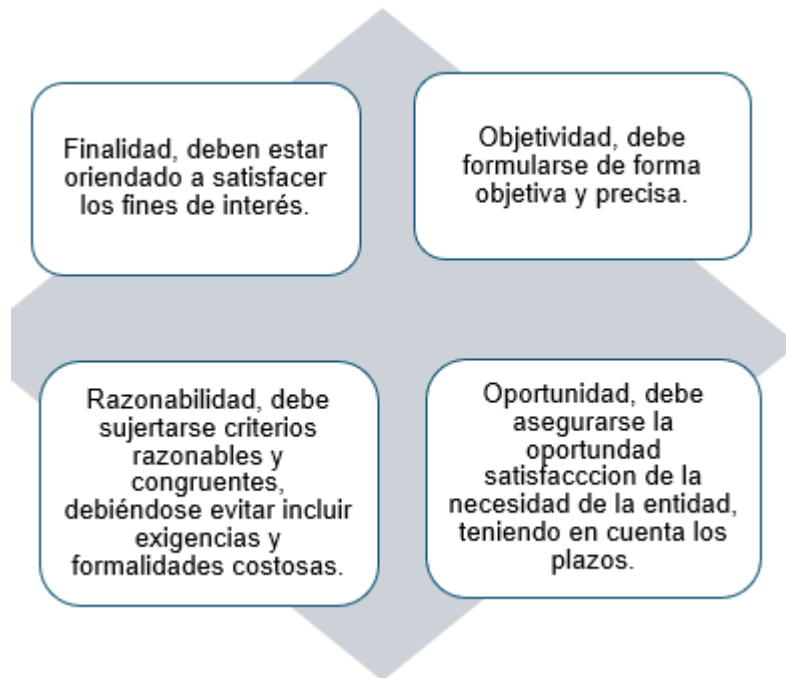 Finalidad, deben estar
oriendado a satisfacer
los fines de interés.
Objetividad, debe
formularse de forma
objetiva y precisa.
Razonabilidad, debe
sujertarse criterios
razonables y
congruentes,
debiéndose evitar incluir
exigencias y
formalidades costosas.
Oportunidad, debe
asegurarse la
oportundad
satisfacccion de la
necesidad de la entidad,
teniendo en cuenta los
plazos.